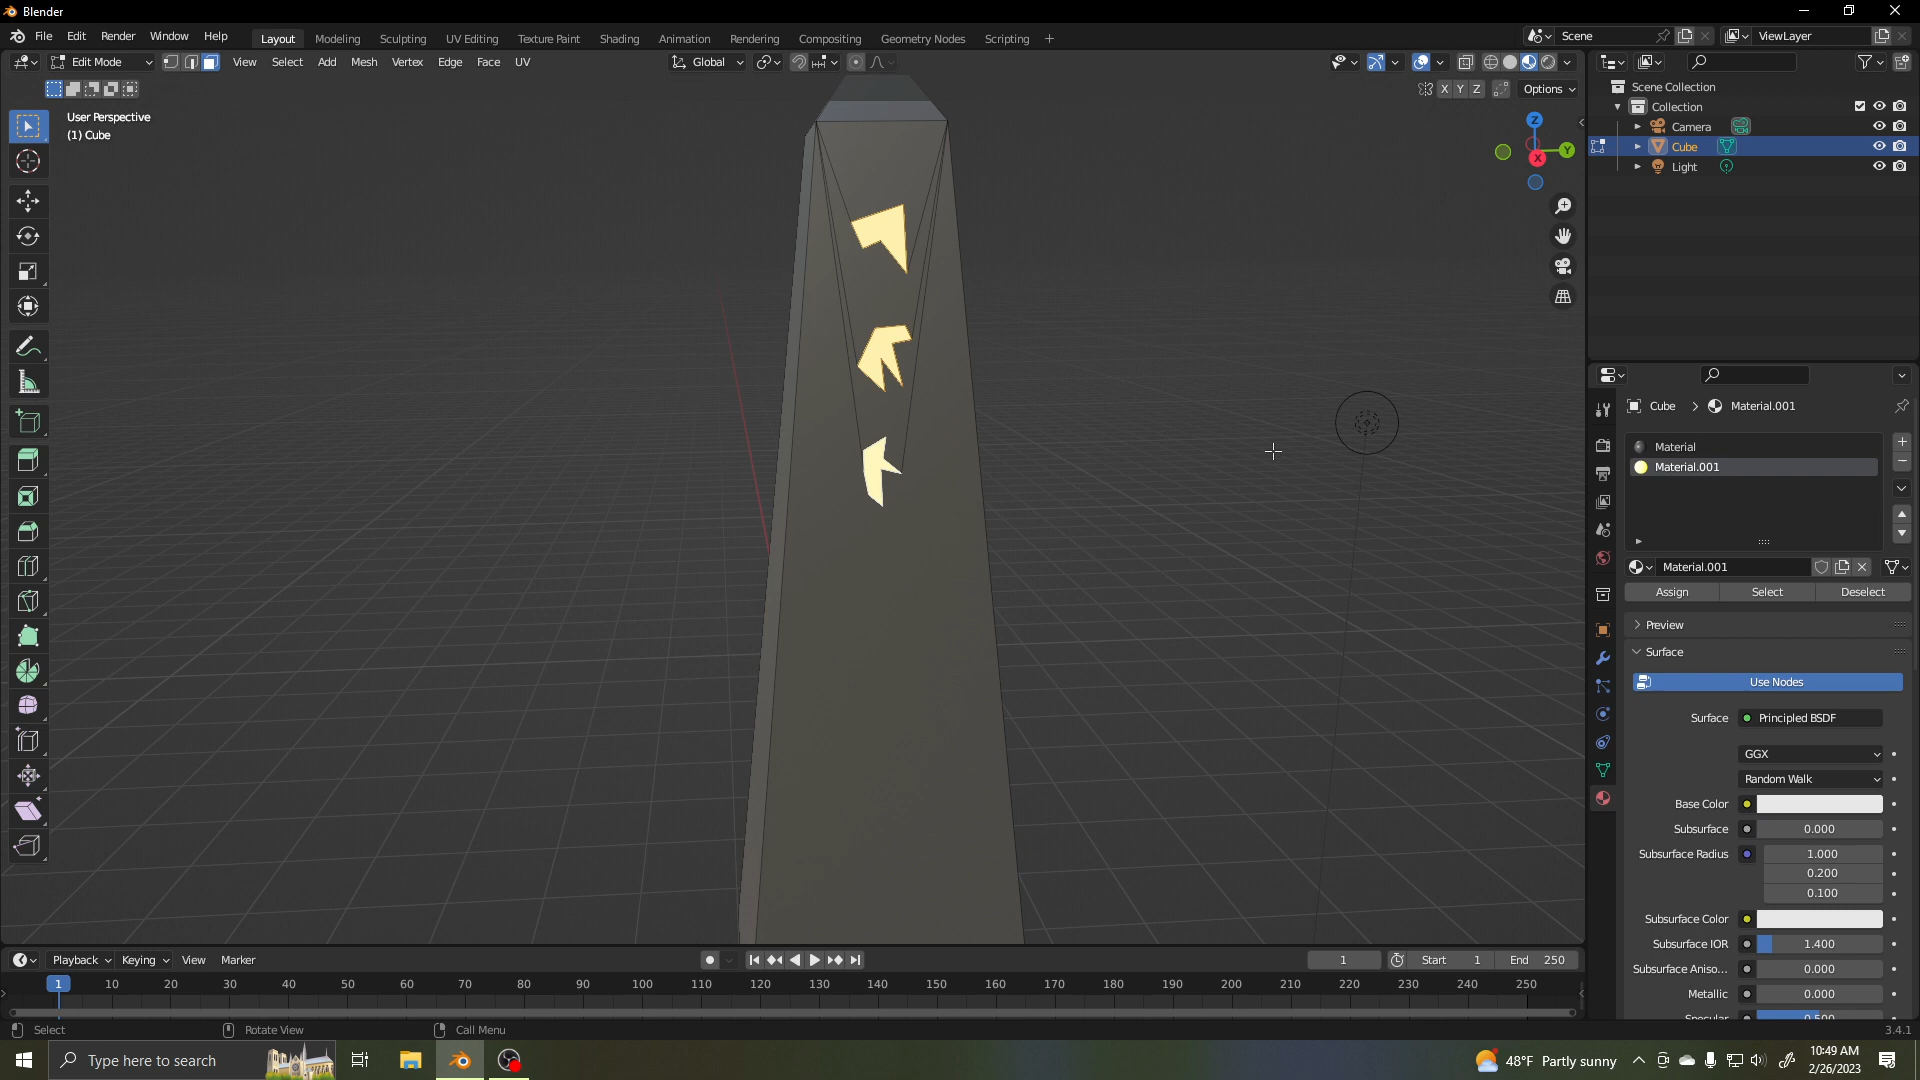 Blender
File Edit Render Window Help
Layout Modeling Sculpting UV Editing Texture Paint Shading Animation Rendering Compositing Geometry Nodes Scripting +
Scene
ViewLayer
Edit Mode
View Select Add Mesh Vertex Edge Face UV
Global
X Y Z
Options
User Perspective
(1) Cube
Z
Y
X
Scene Collection
Collection
Camera
Cube
Light
Cube > Material.001
Material
Material.001
Material.001
Assign Select Deselect
Preview
Surface
Use Nodes
Surface Principled BSDF
GGX
Random Walk
Base Color
Subsurface 0.000
Subsurface Radius 1.000
0.200
0.100
Subsurface Color
Subsurface IOR 1.400
Subsurface Aniso... 0.000
Metallic 0.000
Specular 0.500
Playback Keying View Marker
1
Start 1 End 250
1 10 20 30 40 50 60 70 80 90 100 110 120 130 140 150 160 170 180 190 200 210 220 230 240 250
Select Rotate View Call Menu
3.4.1
Type here to search
48°F Partly sunny
10:49 AM
2/26/2023